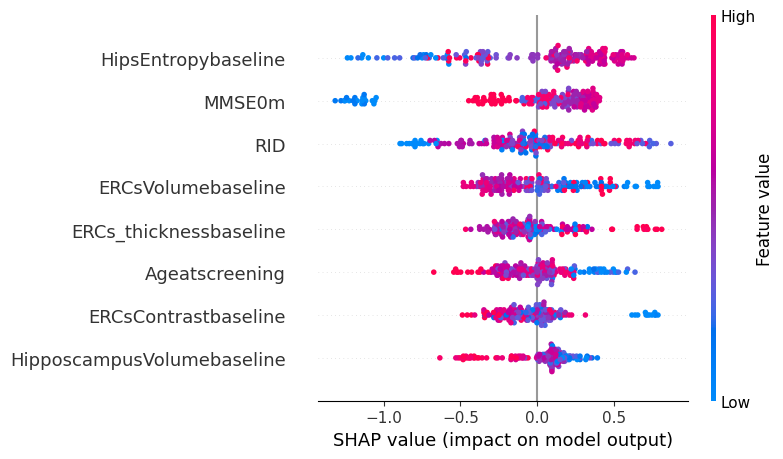 High
HipsEntropybaseline
MMSE0m
RID
ERCsVolumebaseline
ERCs_thicknessbaseline
Ageatscreening
ERCsContrastbaseline
HipposcampusVolumebaseline
Feature value
Low
−1.0 −0.5 0.0 0.5
SHAP value (impact on model output)